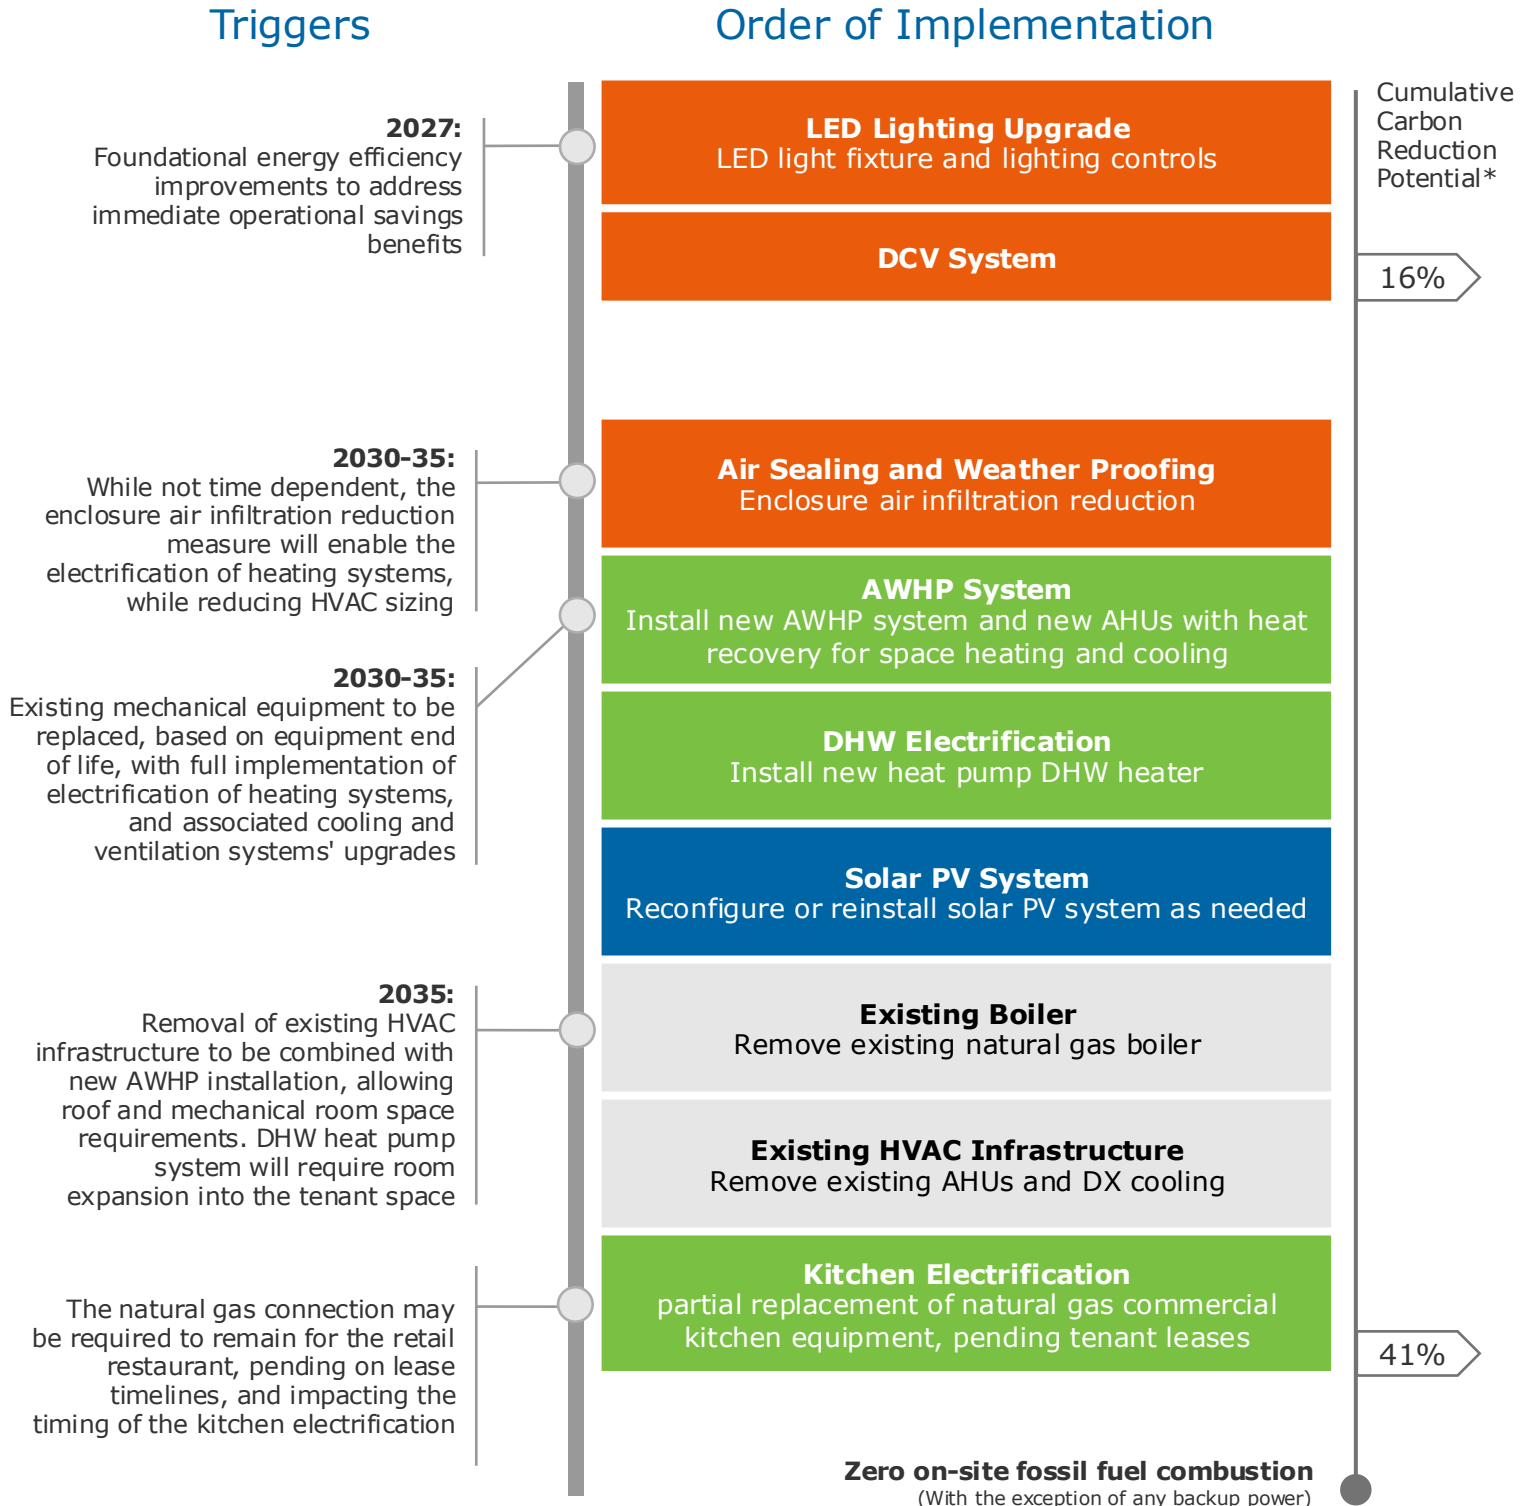 Triggers
Order of Implementation
2027:
Foundational energy efficiency
improvements to address
immediate operational savings
benefits
LED Lighting Upgrade
LED light fixture and lighting controls
DCV System
Cumulative
Carbon
Reduction
Potential*
16%
2030-35:
While not time dependent, the
enclosure air infiltration reduction
measure will enable the
electrification of heating systems,
while reducing HVAC sizing
Air Sealing and Weather Proofing
Enclosure air infiltration reduction
AWHP System
Install new AWHP system and new AHUs with heat
recovery for space heating and cooling
2030-35:
Existing mechanical equipment to be
replaced, based on equipment end
of life, with full implementation of
electrification of heating systems,
and associated cooling and
ventilation systems' upgrades
DHW Electrification
Install new heat pump DHW heater
Solar PV System
Reconfigure or reinstall solar PV system as needed
2035:
Removal of existing HVAC
infrastructure to be combined with
new AWHP installation, allowing
roof and mechanical room space
requirements. DHW heat pump
system will require room
expansion into the tenant space
Existing Boiler
Remove existing natural gas boiler
Existing HVAC Infrastructure
Remove existing AHUs and DX cooling
The natural gas connection may
be required to remain for the retail
restaurant, pending on lease
timelines, and impacting the
timing of the kitchen electrification
Kitchen Electrification
partial replacement of natural gas commercial
kitchen equipment, pending tenant leases
41%
Zero on-site fossil fuel combustion
(With the exception of any backup power)